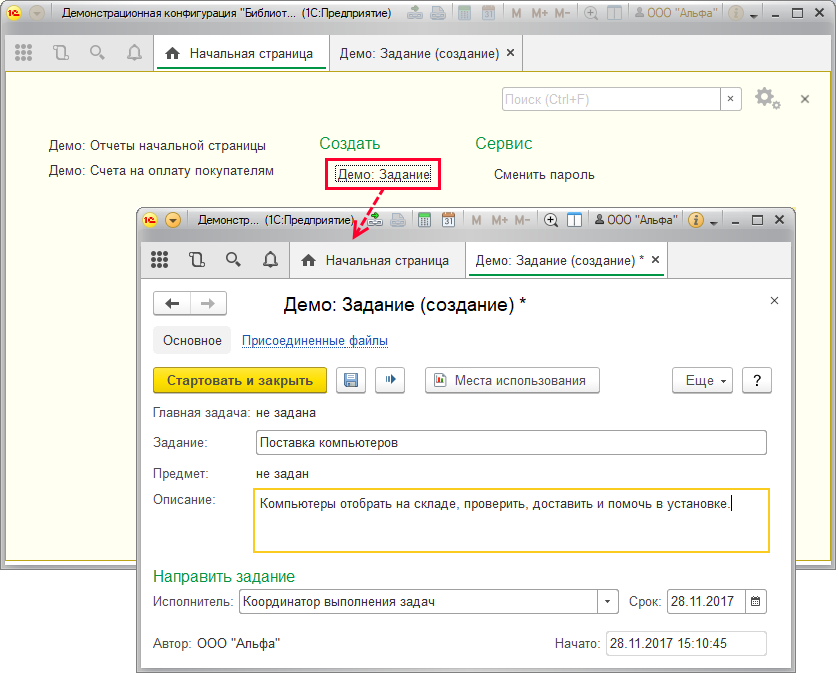 Демонстрационная конфигурация "Библиот... (1С:Предприятие)
M M+ M- ООО "Альфа"
Начальная страница
Демо: Задание (создание) ×
Поиск (Ctrl+F)
Демо: Отчеты начальной страницы
Создать
Сервис
Демо: Счета на оплату покупателям
Демо: Задание
Сменить пароль
Демонстр... (1С:Предприятие)
31 M M+ M- ООО "Альфа"
Начальная страница
Демо: Задание (создание) * ×
Демо: Задание (создание) *
Основное
Присоединенные файлы
Стартовать и закрыть
Места использования
Еще
?
Главная задача: не задана
Задание: Поставка компьютеров
Предмет: не задан
Описание: Компьютеры отобрать на складе, проверить, доставить и помочь в установке.
Направить задание
Исполнитель: Координатор выполнения задач
Срок: 28.11.2017
Автор: ООО "Альфа"
Начато: 28.11.2017 15:10:45